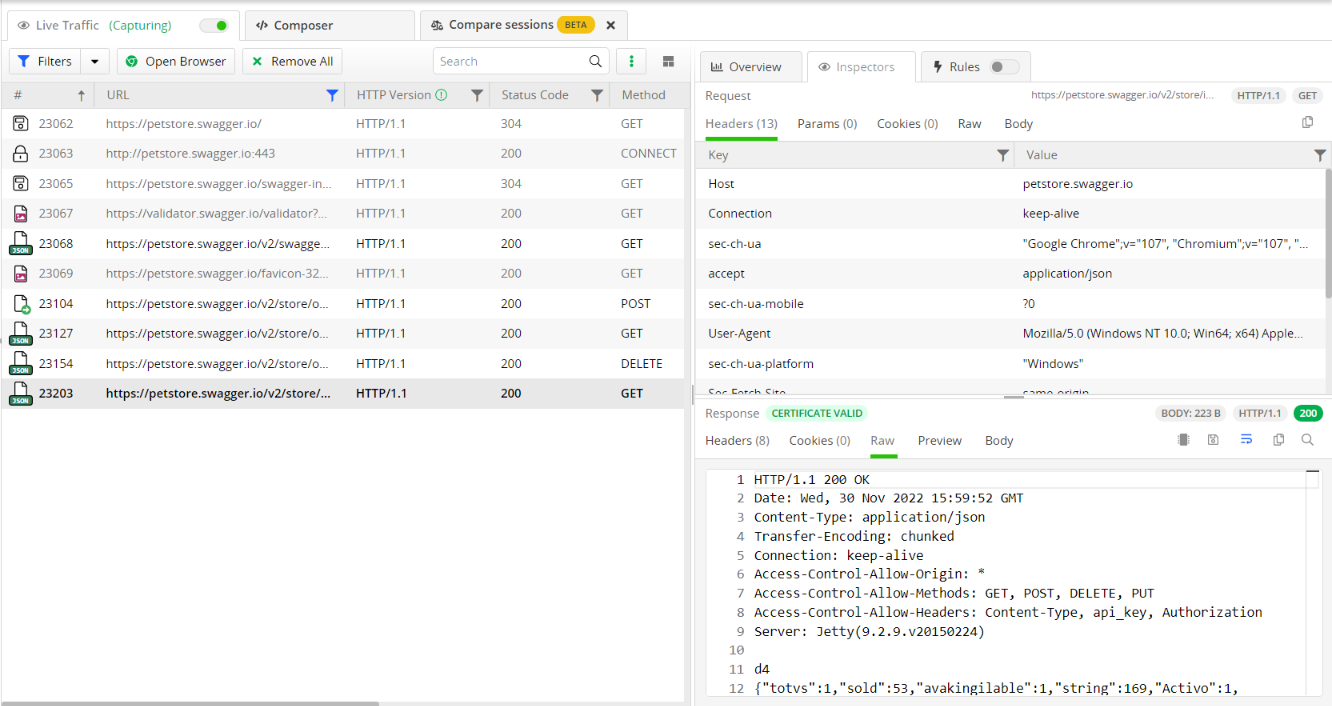 Live Traffic (Capturing)
Composer
Compare sessions BETA
Filters
Open Browser
Remove All
Search
# URL HTTP Version Status Code Method
23062 https://petstore.swagger.io/ HTTP/1.1 304 GET
23063 http://petstore.swagger.io:443 HTTP/1.1 200 CONNECT
23065 https://petstore.swagger.io/swagger-in... HTTP/1.1 304 GET
23067 https://validator.swagger.io/validator?... HTTP/1.1 200 GET
JSON 23068 https://petstore.swagger.io/v2/swagge... HTTP/1.1 200 GET
23069 https://petstore.swagger.io/favicon-32... HTTP/1.1 200 GET
23104 https://petstore.swagger.io/v2/store/o... HTTP/1.1 200 POST
JSON 23127 https://petstore.swagger.io/v2/store/o... HTTP/1.1 200 GET
JSON 23154 https://petstore.swagger.io/v2/store/o... HTTP/1.1 200 DELETE
JSON 23203 https://petstore.swagger.io/v2/store/... HTTP/1.1 200 GET
Overview
Inspectors
Rules
Request https://petstore.swagger.io/v2/store/i... HTTP/1.1 GET
Headers (13) Params (0) Cookies (0) Raw Body
Key Value
Host petstore.swagger.io
Connection keep-alive
sec-ch-ua "Google Chrome";v="107", "Chromium";v="107", "...
accept application/json
sec-ch-ua-mobile ?0
User-Agent Mozilla/5.0 (Windows NT 10.0; Win64; x64) Apple...
sec-ch-ua-platform "Windows"
Sec-Fetch-Site same-origin
Response CERTIFICATE VALID BODY: 223 B HTTP/1.1 200
Headers (8) Cookies (0) Raw Preview Body
1 HTTP/1.1 200 OK
2 Date: Wed, 30 Nov 2022 15:59:52 GMT
3 Content-Type: application/json
4 Transfer-Encoding: chunked
5 Connection: keep-alive
6 Access-Control-Allow-Origin: *
7 Access-Control-Allow-Methods: GET, POST, DELETE, PUT
8 Access-Control-Allow-Headers: Content-Type, api_key, Authorization
9 Server: Jetty(9.2.9.v20150224)
10
11 d4
12 {"totvs":1,"sold":53,"avakingilable":1,"string":169,"Activo":1,